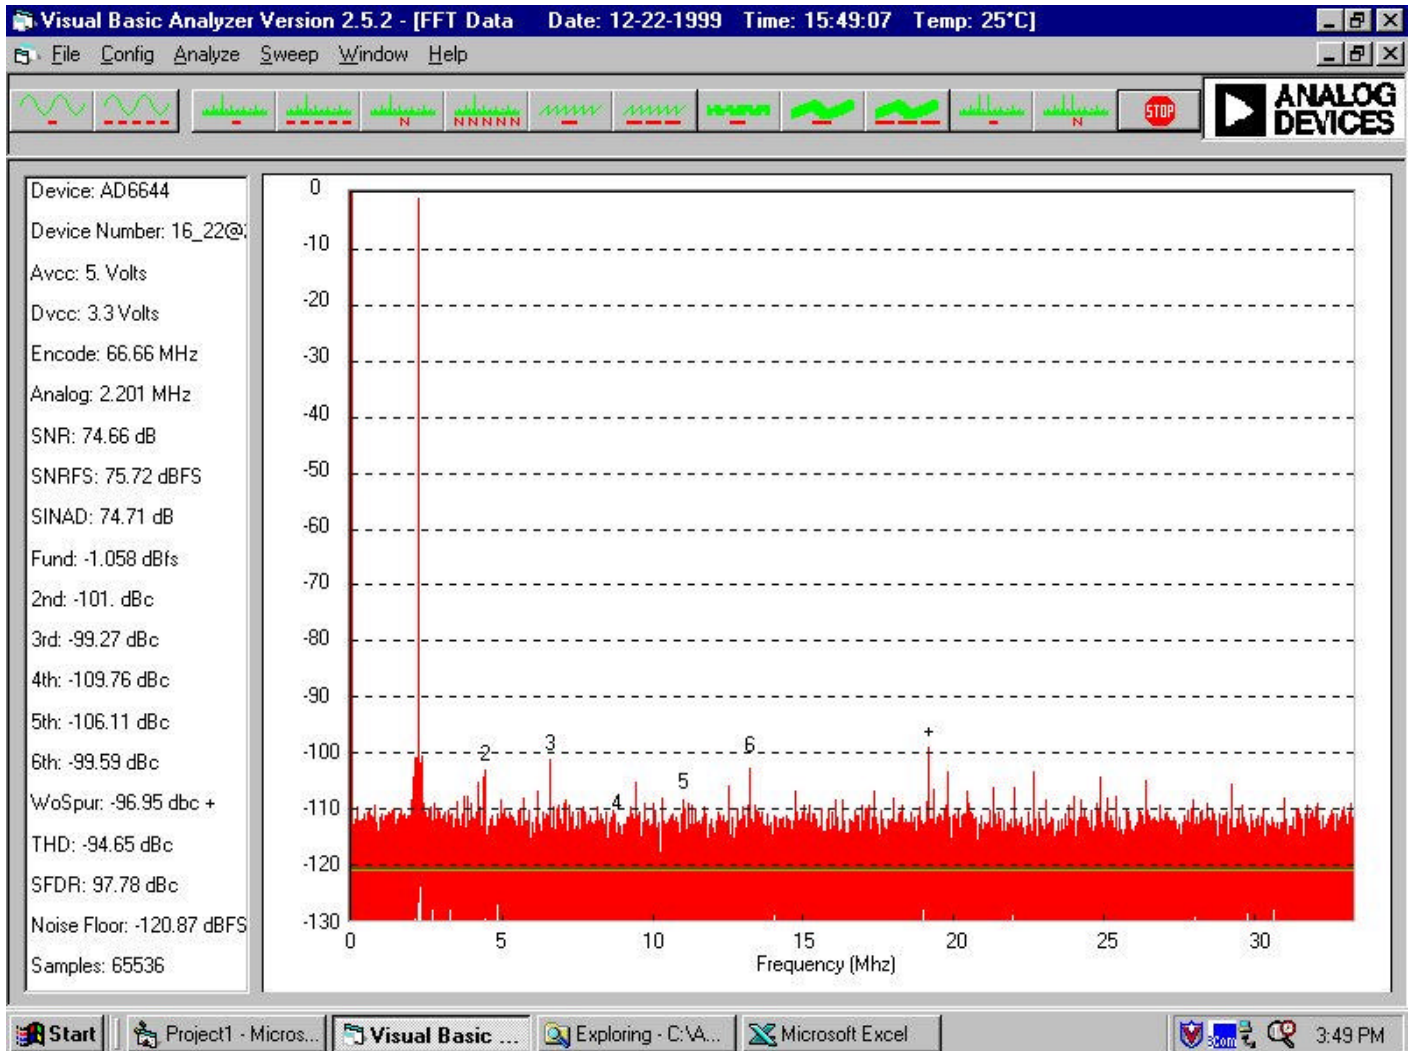 Visual Basic Analyzer Version 2.5.2 - [FFT Data Date: 12-22-1999 Time: 15:49:07 Temp: 25°C]
File Config Analyze Sweep Window Help
N NNNNN N STOP
ANALOG
DEVICES
Device: AD6644
Device Number: 16_22@
Avcc: 5. Volts
Dvcc: 3.3 Volts
Encode: 66.66 MHz
Analog: 2.201 MHz
SNR: 74.66 dB
SNRFS: 75.72 dBFS
SINAD: 74.71 dB
Fund: -1.058 dBfs
2nd: -101. dBc
3rd: -99.27 dBc
4th: -109.76 dBc
5th: -106.11 dBc
6th: -99.59 dBc
WoSpur: -96.95 dbc +
THD: -94.65 dBc
SFDR: 97.78 dBc
Noise Floor: -120.87 dBFS
Samples: 65536
0
-10
-20
-30
-40
-50
-60
-70
-80
-90
-100
-110
-120
-130
2 3 4 5 6 +
0 5 10 15 20 25 30
Frequency (Mhz)
Start Project1 - Micros... Visual Basic ... Exploring - C:\A... Microsoft Excel 3Com 3:49 PM